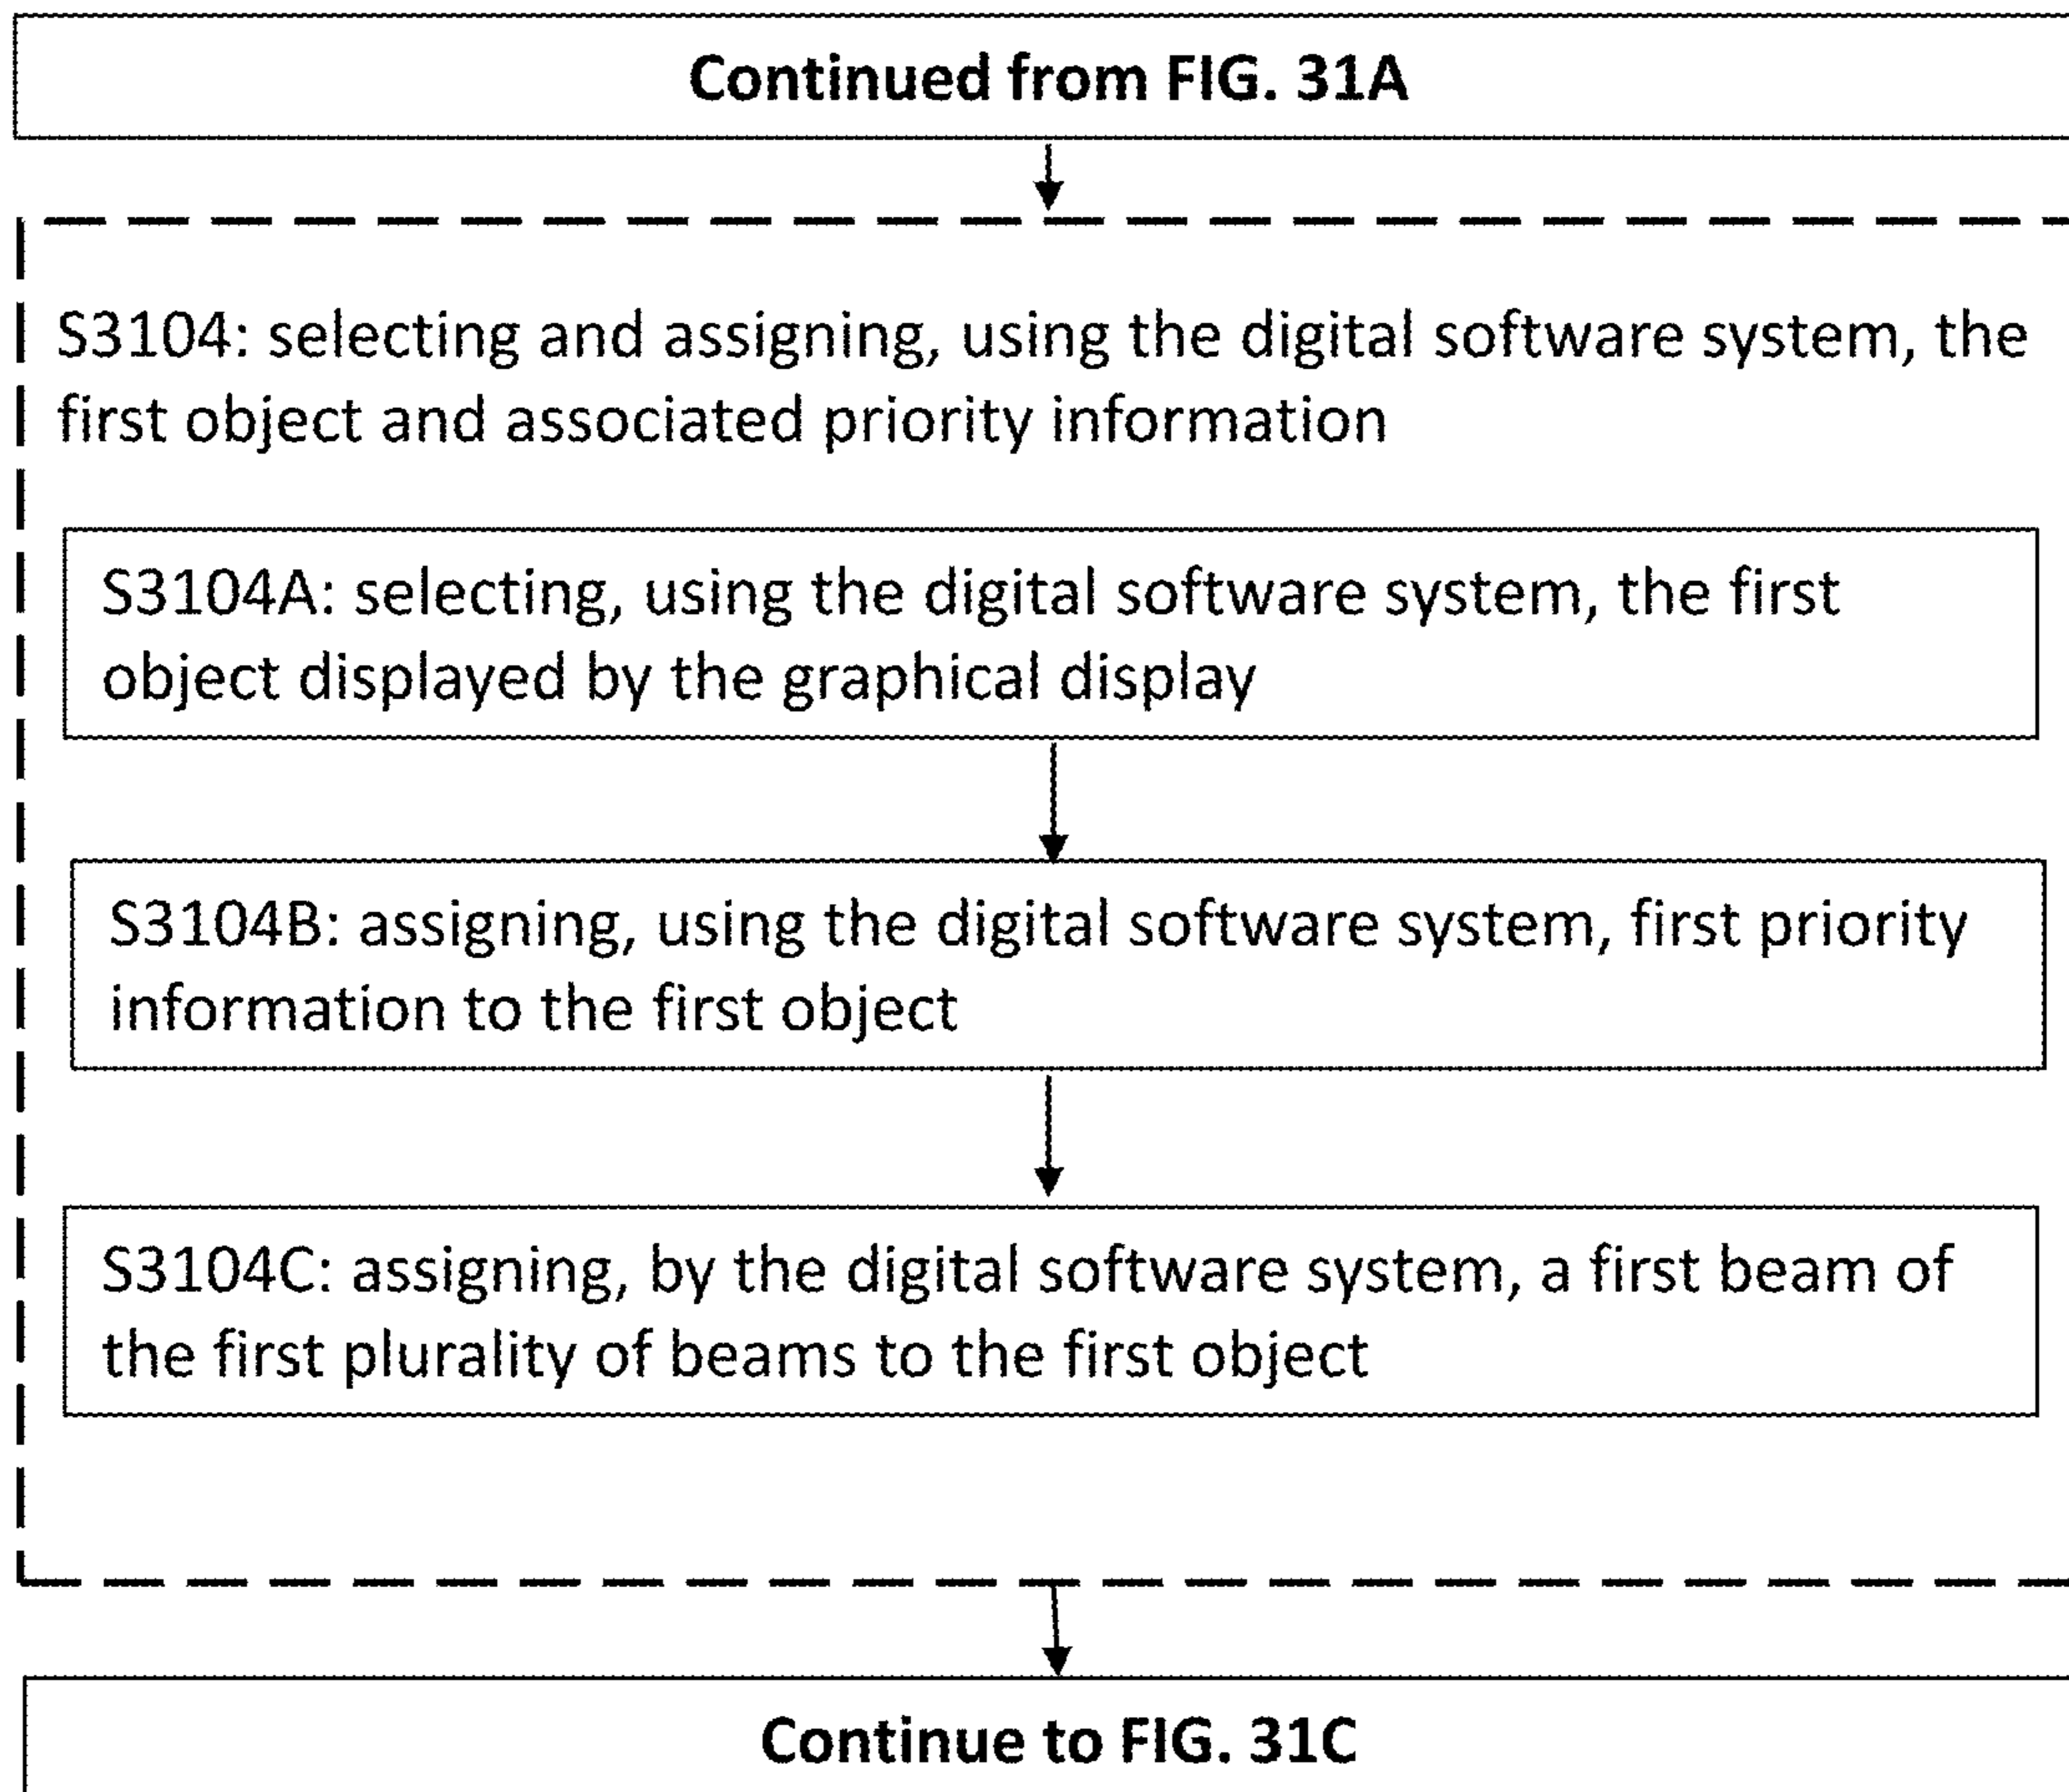 Continued from FIG. 31A
S3104: selecting and assigning, using the digital software system, the
first object and associated priority information
S3104A: selecting, using the digital software system, the first
object displayed by the graphical display
S3104B: assigning, using the digital software system, first priority
information to the first object
S3104C: assigning, by the digital software system, a first beam of
the first plurality of beams to the first object
Continue to FIG. 31C